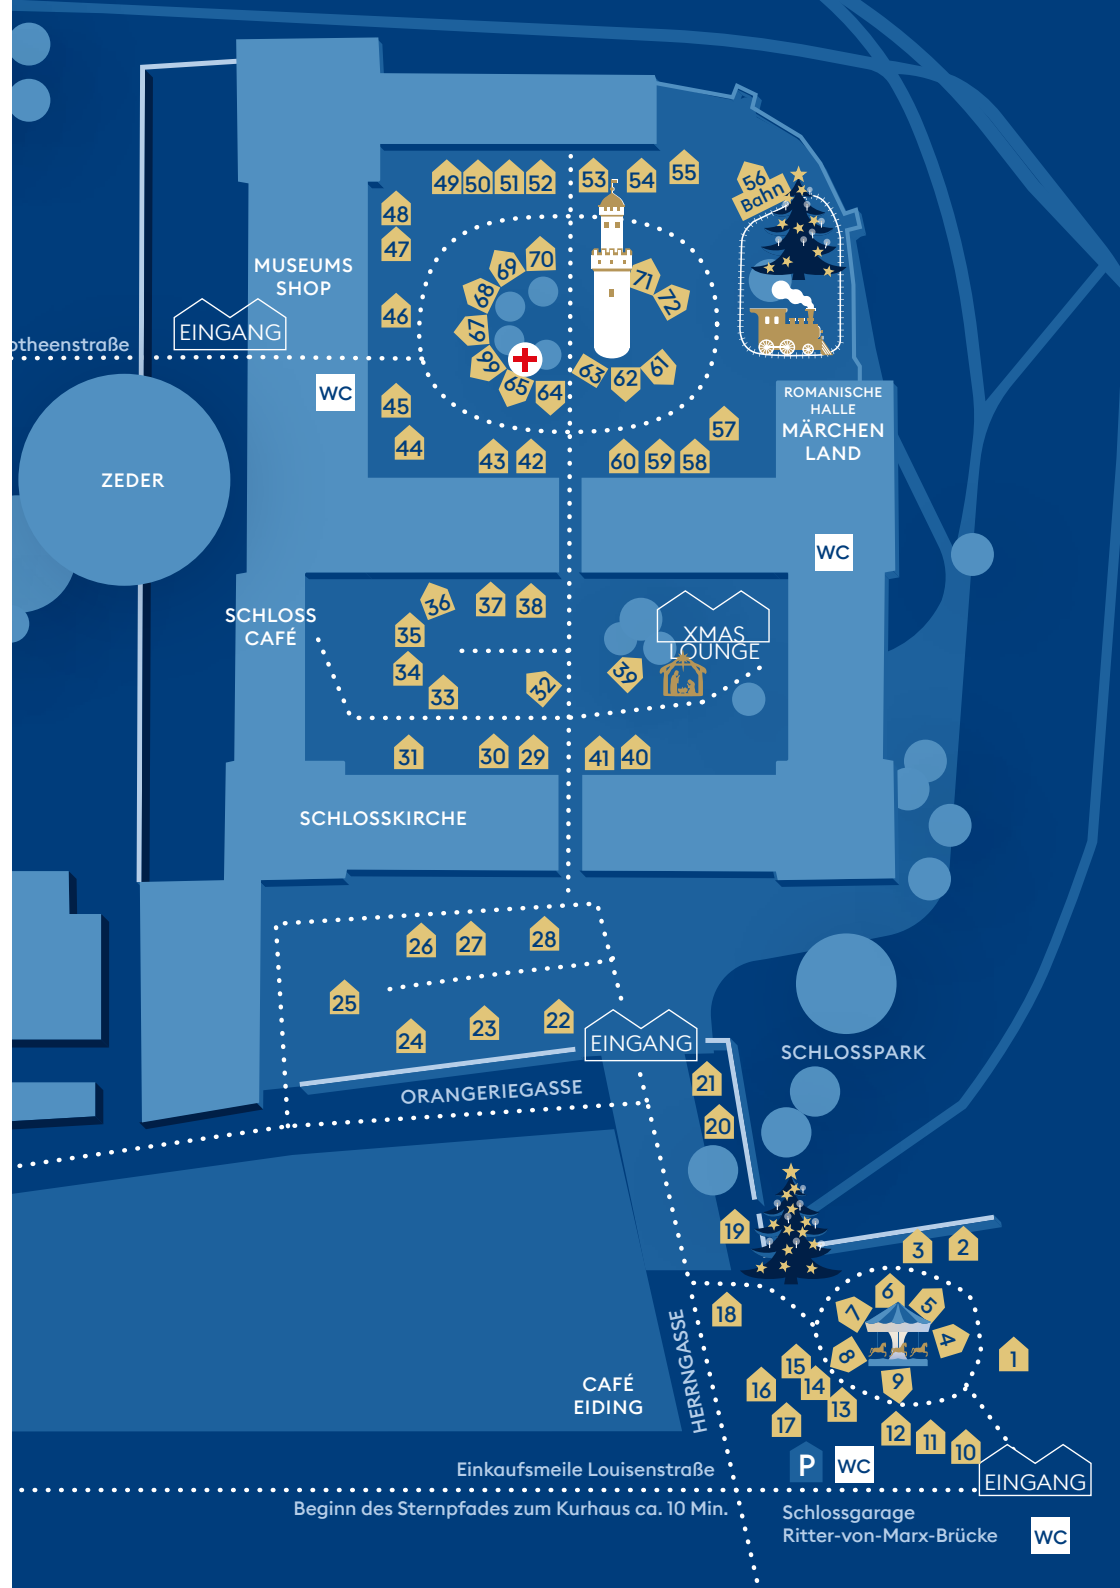 49 50 51 52 53 54 55
56
Bahn
48
47
46
45
44
MUSEUMS
SHOP
EINGANG
otheenstraße
WC
ZEDER
70
69
68
67
66
65
64
71
72
63 62 61
57
43 42 60 59 58
ROMANISCHE
HALLE
MÄRCHEN
LAND
WC
SCHLOSS
CAFÉ
36 37 38
35
34
33
32
39
XMAS
LOUNGE
31 30 29 41 40
SCHLOSSKIRCHE
26 27 28
25
24 23 22
EINGANG
ORANGERIEGASSE
SCHLOSSPARK
21
20
19
18
3 2
6
7 5
8 4
9
1
15
16 14
13
17
12 11 10
HERRNGASSE
CAFÉ
EIDING
P WC
EINGANG
Einkaufsmeile Louisenstraße
Beginn des Sternpfades zum Kurhaus ca. 10 Min.
Schlossgarage
Ritter-von-Marx-Brücke
WC